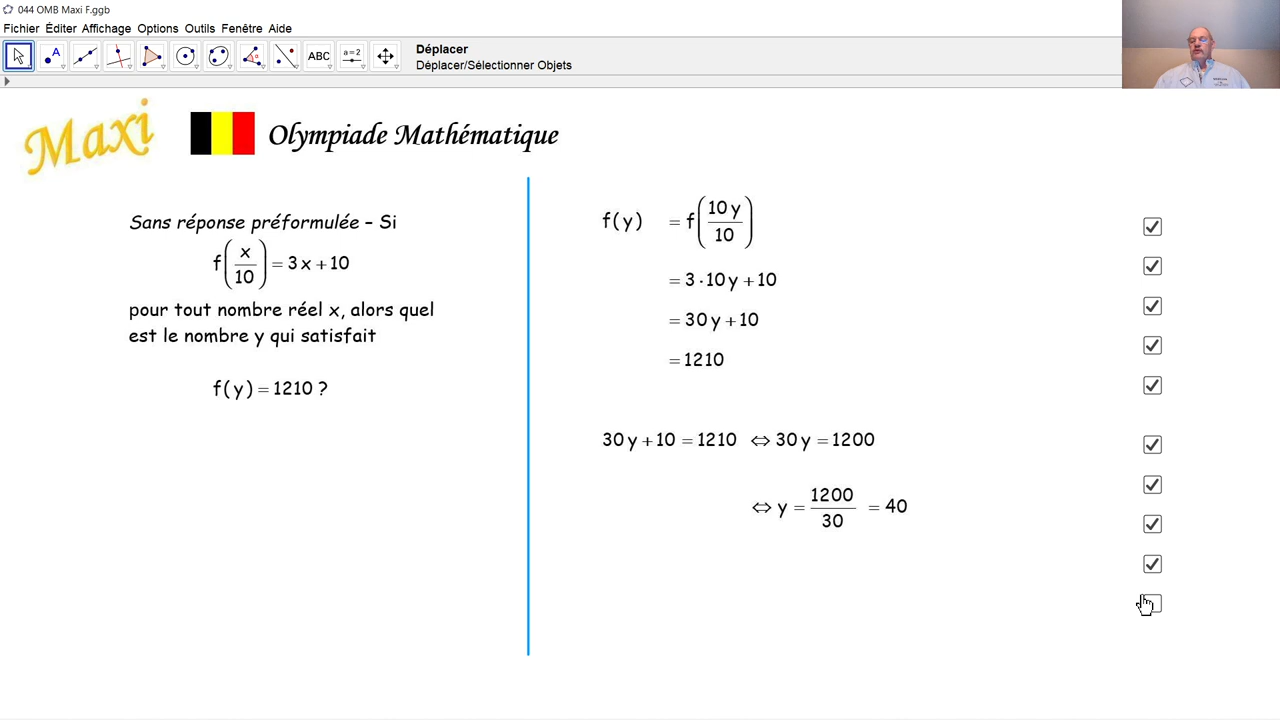 044 OMB Maxi F.ggb
Fichier Éditer Affichage Options Outils Fenêtre Aide
A ABC a=2 Déplacer
Déplacer/Sélectionner Objets
Maxi Olympiade Mathématique
Sans réponse préformulée – Si
f(x/10) = 3x + 10
pour tout nombre réel x, alors quel
est le nombre y qui satisfait
f(y) = 1210 ?
f(y) = f(10y/10)
= 3·10y + 10
= 30y + 10
= 1210
30y + 10 = 1210 ⇔ 30y = 1200
⇔ y = 1200/30 = 40